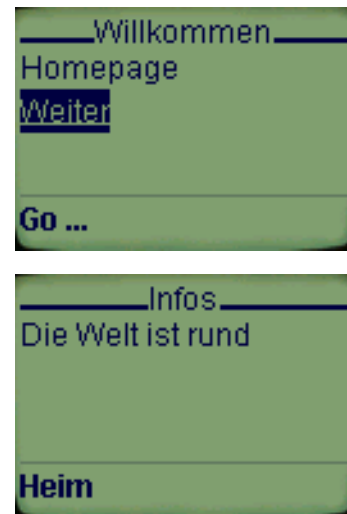 Willkommen
Homepage
Weiter
Go ...
Infos
Die Welt ist rund
Heim